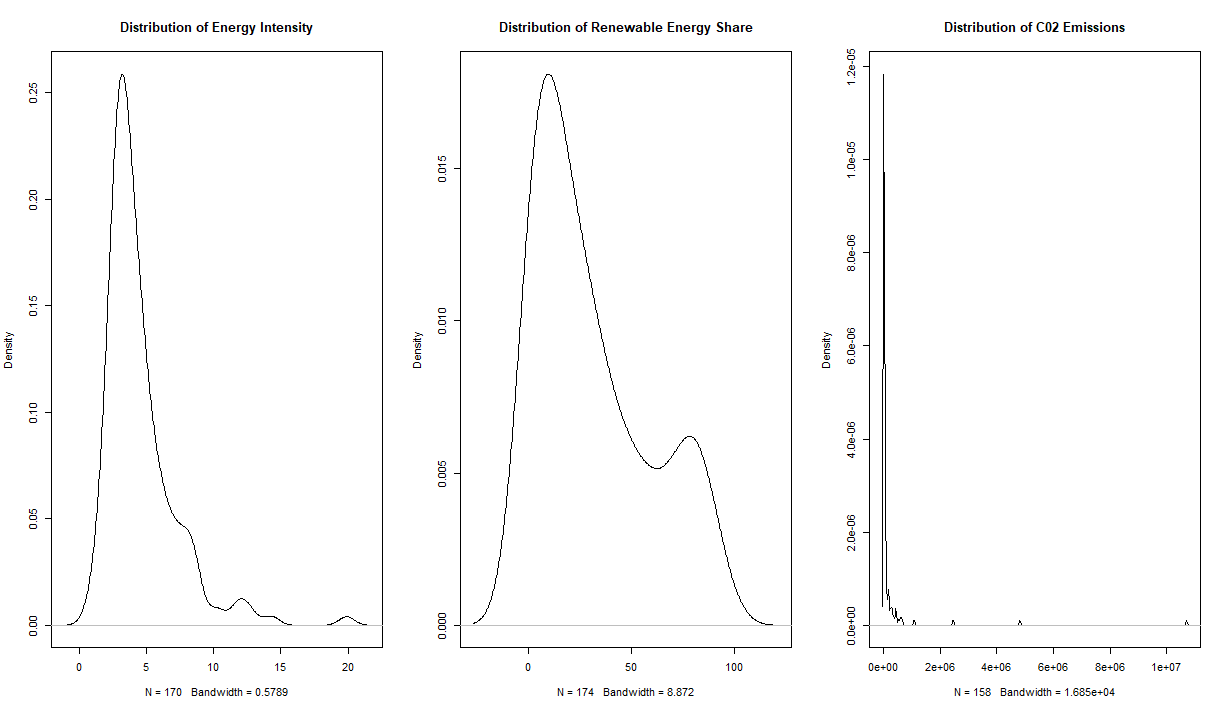 Distribution of Energy Intensity
Density
0.00
0.05
0.10
0.15
0.20
0.25
0
5
10
15
20
N = 170 Bandwidth = 0.5789
Distribution of Renewable Energy Share
Density
0.000
0.005
0.010
0.015
0
50
100
N = 174 Bandwidth = 8.872
Distribution of C02 Emissions
Density
0.0e+00
2.0e-06
4.0e-06
6.0e-06
8.0e-06
1.0e-05
1.2e-05
0e+00
2e+06
4e+06
6e+06
8e+06
1e+07
N = 158 Bandwidth = 1.685e+04